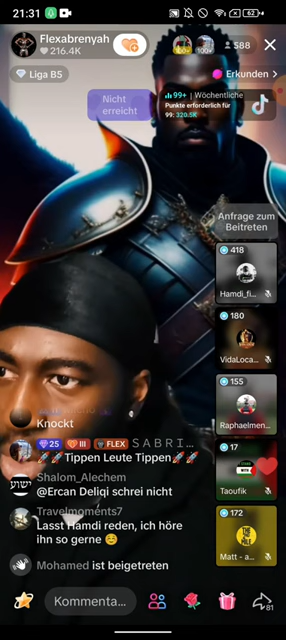 21:31
62
Flexabrenyah
216.4K
588
Liga B5
Erkunden
Nicht erreicht
99+ | Wöchentliche
Punkte erforderlich für
99: 320.5K
Anfrage zum
Beitreten
418
Hamdi_fi...
180
VidaLoca...
155
Raphaelmen...
17
Taoufik
172
Matt - a...
Knockt
25 III FLEX S A B R I ...
🚀🚀Tippen Leute Tippen🚀🚀
Shalom_Alechem
@Ercan Deliqi schrei nicht
Travelmoments7
Lasst Hamdi reden, ich höre
ihn so gerne ☺️
Mohamed ist beigetreten
Kommenta...
81